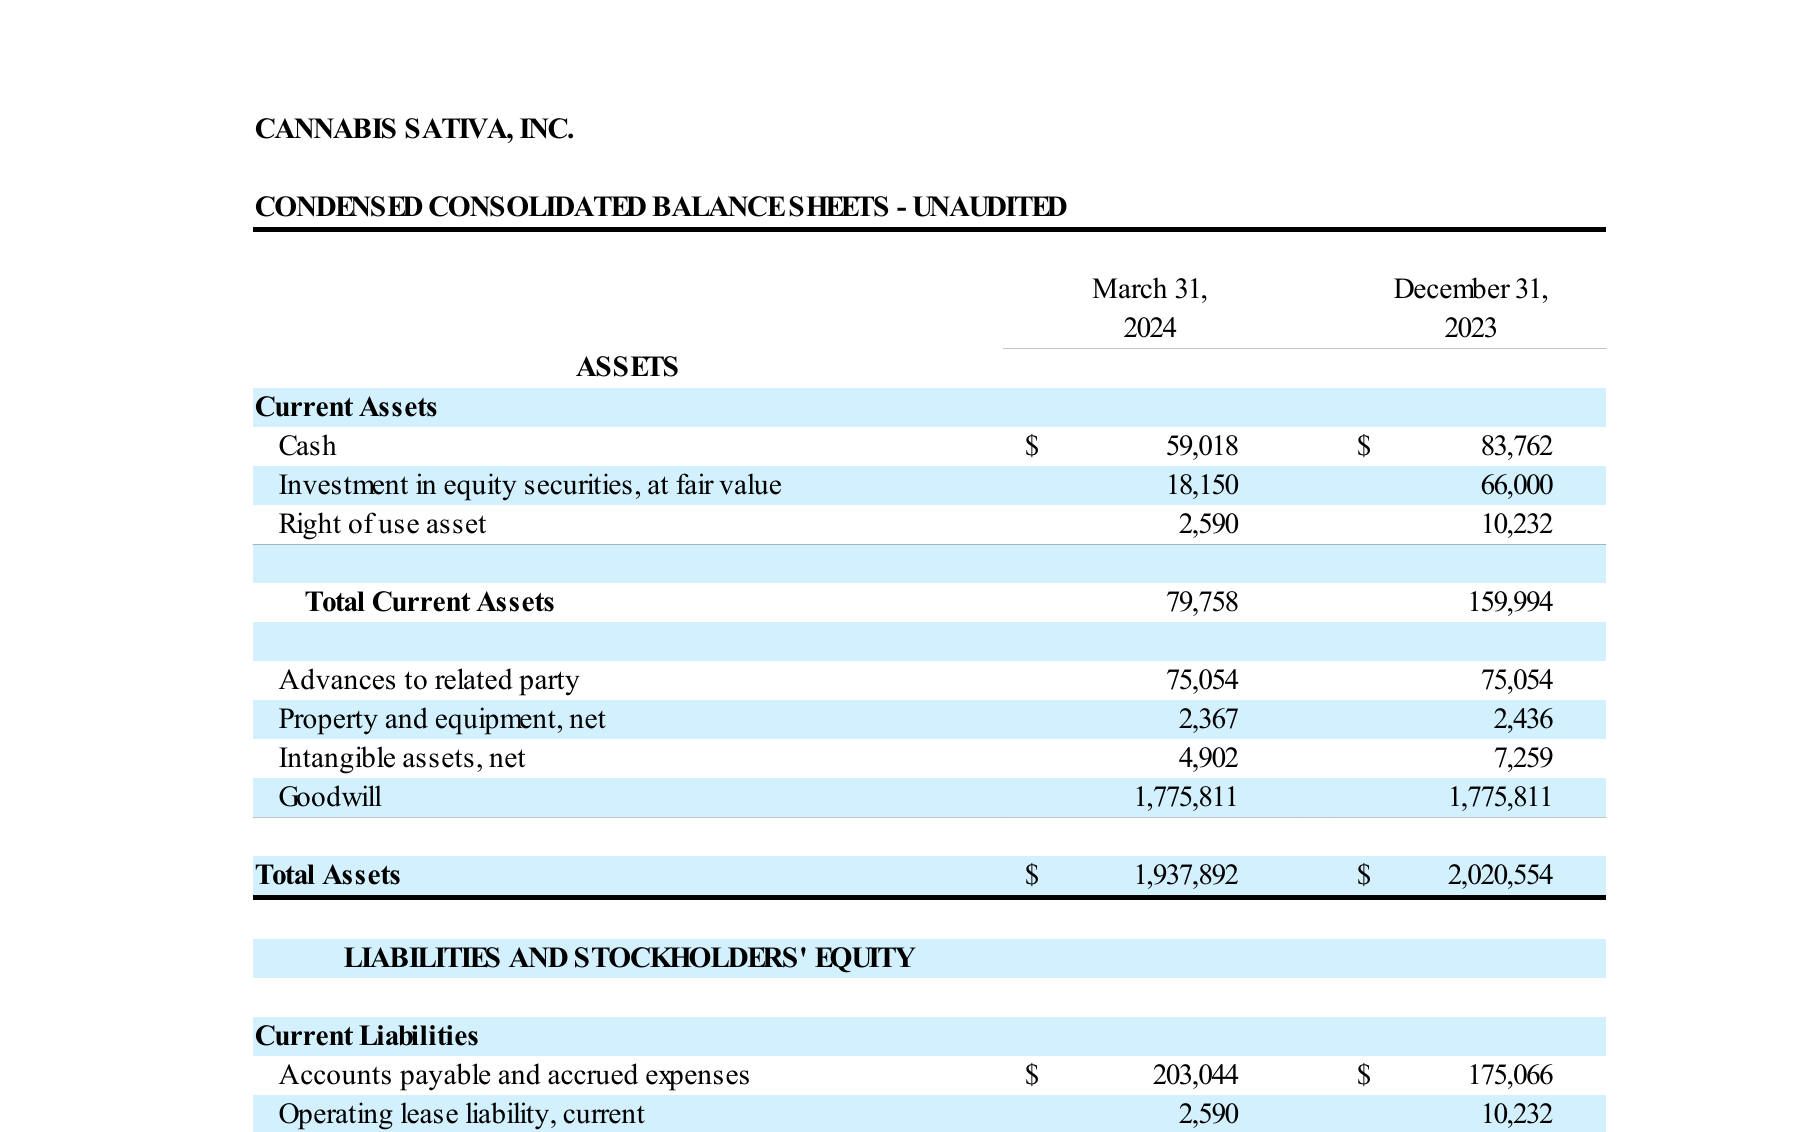 CANNABIS SATIVA, INC.
CONDENSED CONSOLIDATED BALANCE SHEETS - UNAUDITED
March 31, December 31,
2024 2023
ASSETS
Current Assets
Cash $ 59,018 $ 83,762
Investment in equity securities, at fair value 18,150 66,000
Right of use asset 2,590 10,232
Total Current Assets 79,758 159,994
Advances to related party 75,054 75,054
Property and equipment, net 2,367 2,436
Intangible assets, net 4,902 7,259
Goodwill 1,775,811 1,775,811
Total Assets $ 1,937,892 $ 2,020,554
LIABILITIES AND STOCKHOLDERS' EQUITY
Current Liabilities
Accounts payable and accrued expenses $ 203,044 $ 175,066
Operating lease liability, current 2,590 10,232